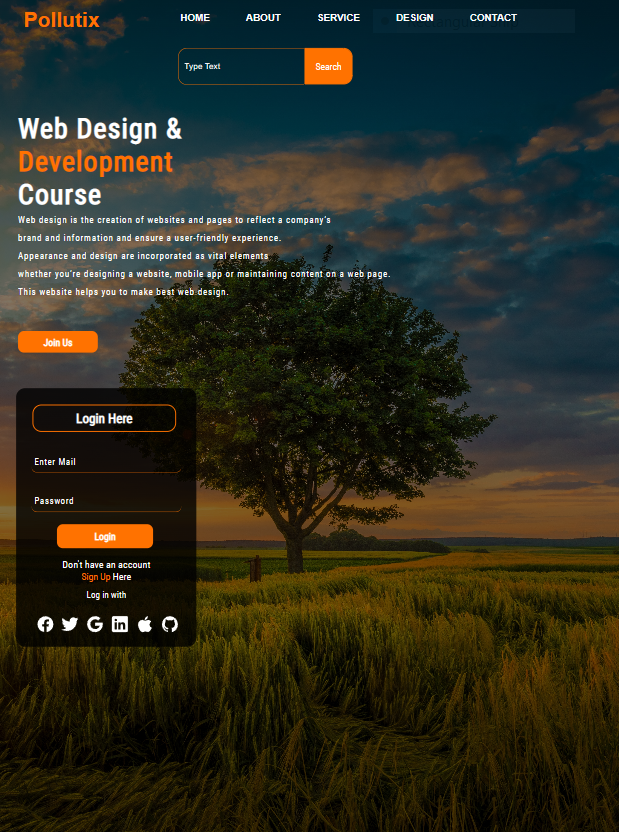 Pollutix
HOME ABOUT SERVICE DESIGN CONTACT
Type Text Search
Web Design &
Development
Course
Web design is the creation of websites and pages to reflect a company's
brand and information and ensure a user-friendly experience.
Appearance and design are incorporated as vital elements
whether you're designing a website, mobile app or maintaining content on a web page.
This website helps you to make best web design.
Join Us
Login Here
Enter Mail
Password
Login
Don't have an account
Sign Up Here
Log in with